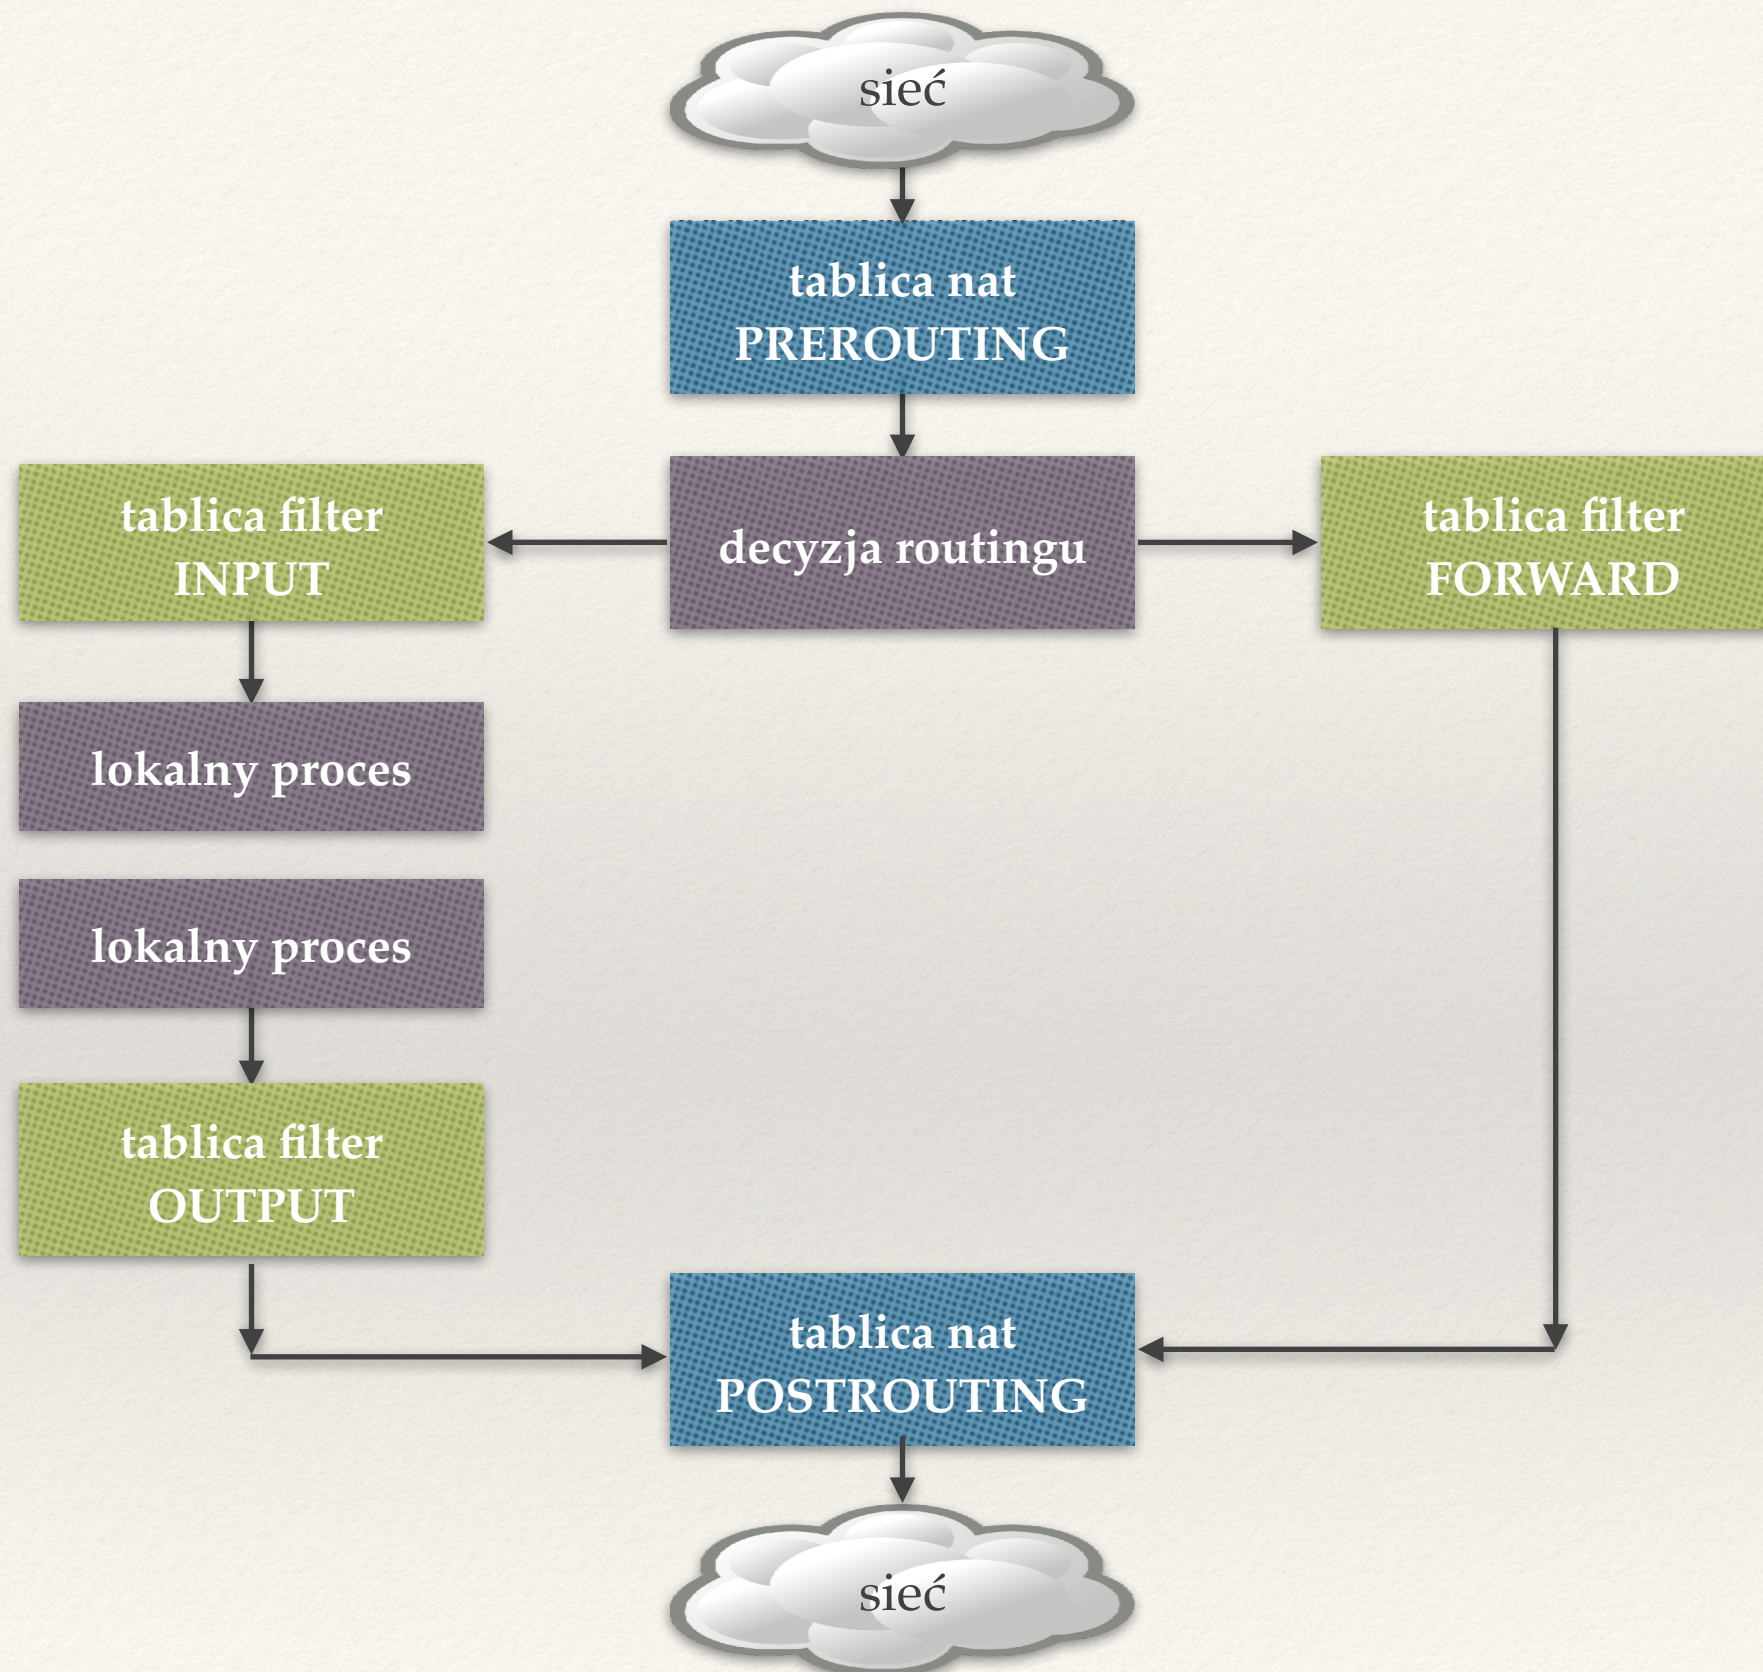 sieć
tablica nat
PREROUTING
tablica filter
INPUT
decyzja routingu
tablica filter
FORWARD
lokalny proces
lokalny proces
tablica filter
OUTPUT
tablica nat
POSTROUTING
sieć